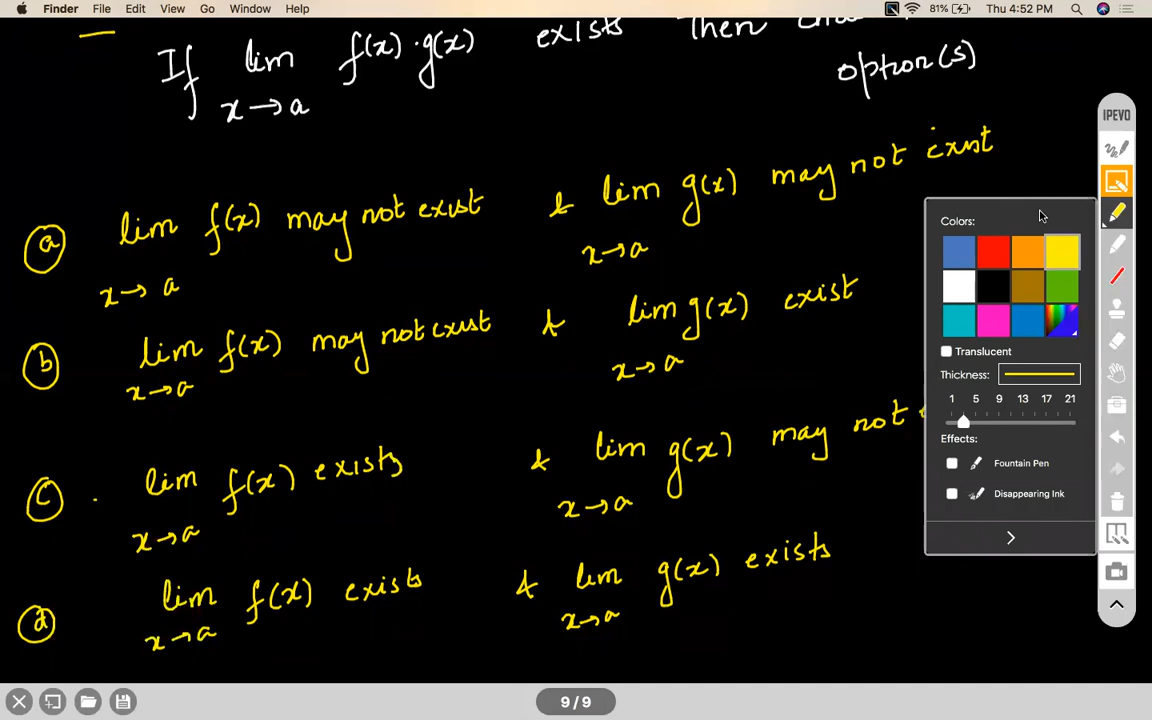 Finder File Edit View Go Window Help 81% Thu 4:52 PM
exists Then
If lim f(x)·g(x)
x→a
option(s)
IPEVO
a lim f(x) may not exist & lim g(x) may not exist
x→a x→a
b lim f(x) may not exist & lim g(x) exist
x→a x→a
c lim f(x) exists & lim g(x) may not
x→a x→a
d lim f(x) exists & lim g(x) exists
x→a x→a
Colors:
Translucent
Thickness:
1 5 9 13 17 21
Effects:
Fountain Pen
Disappearing Ink
9/9